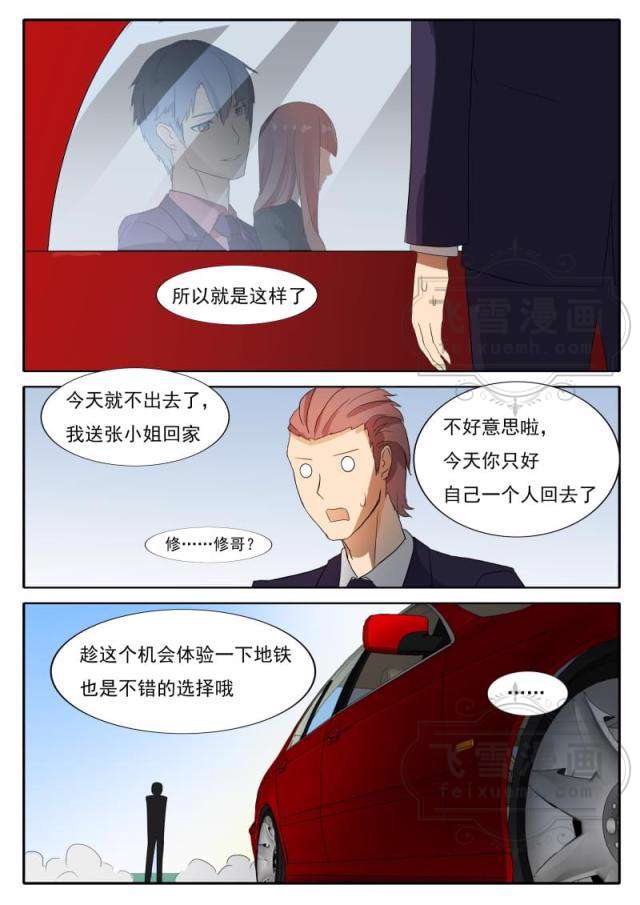 所以就是这样了
飞雪漫画
feixuemh.com
今天就不出去了，
我送张小姐回家
不好意思啦，
今天你只好
自己一个人回去了
修……修哥？
趁这个机会体验一下地铁
也是不错的选择哦
……
飞雪漫画
feixuemh.com